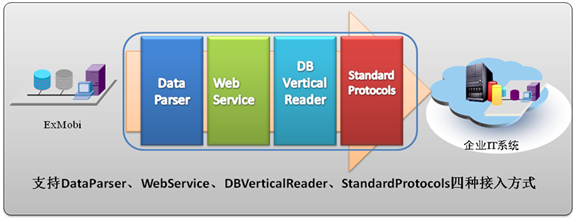 Data
Parser
Web
Service
DB
Vertical
Reader
Standard
Protocols
ExMobi
企业IT系统
支持DataParser、WebService、DBVerticalReader、StandardProtocols四种接入方式